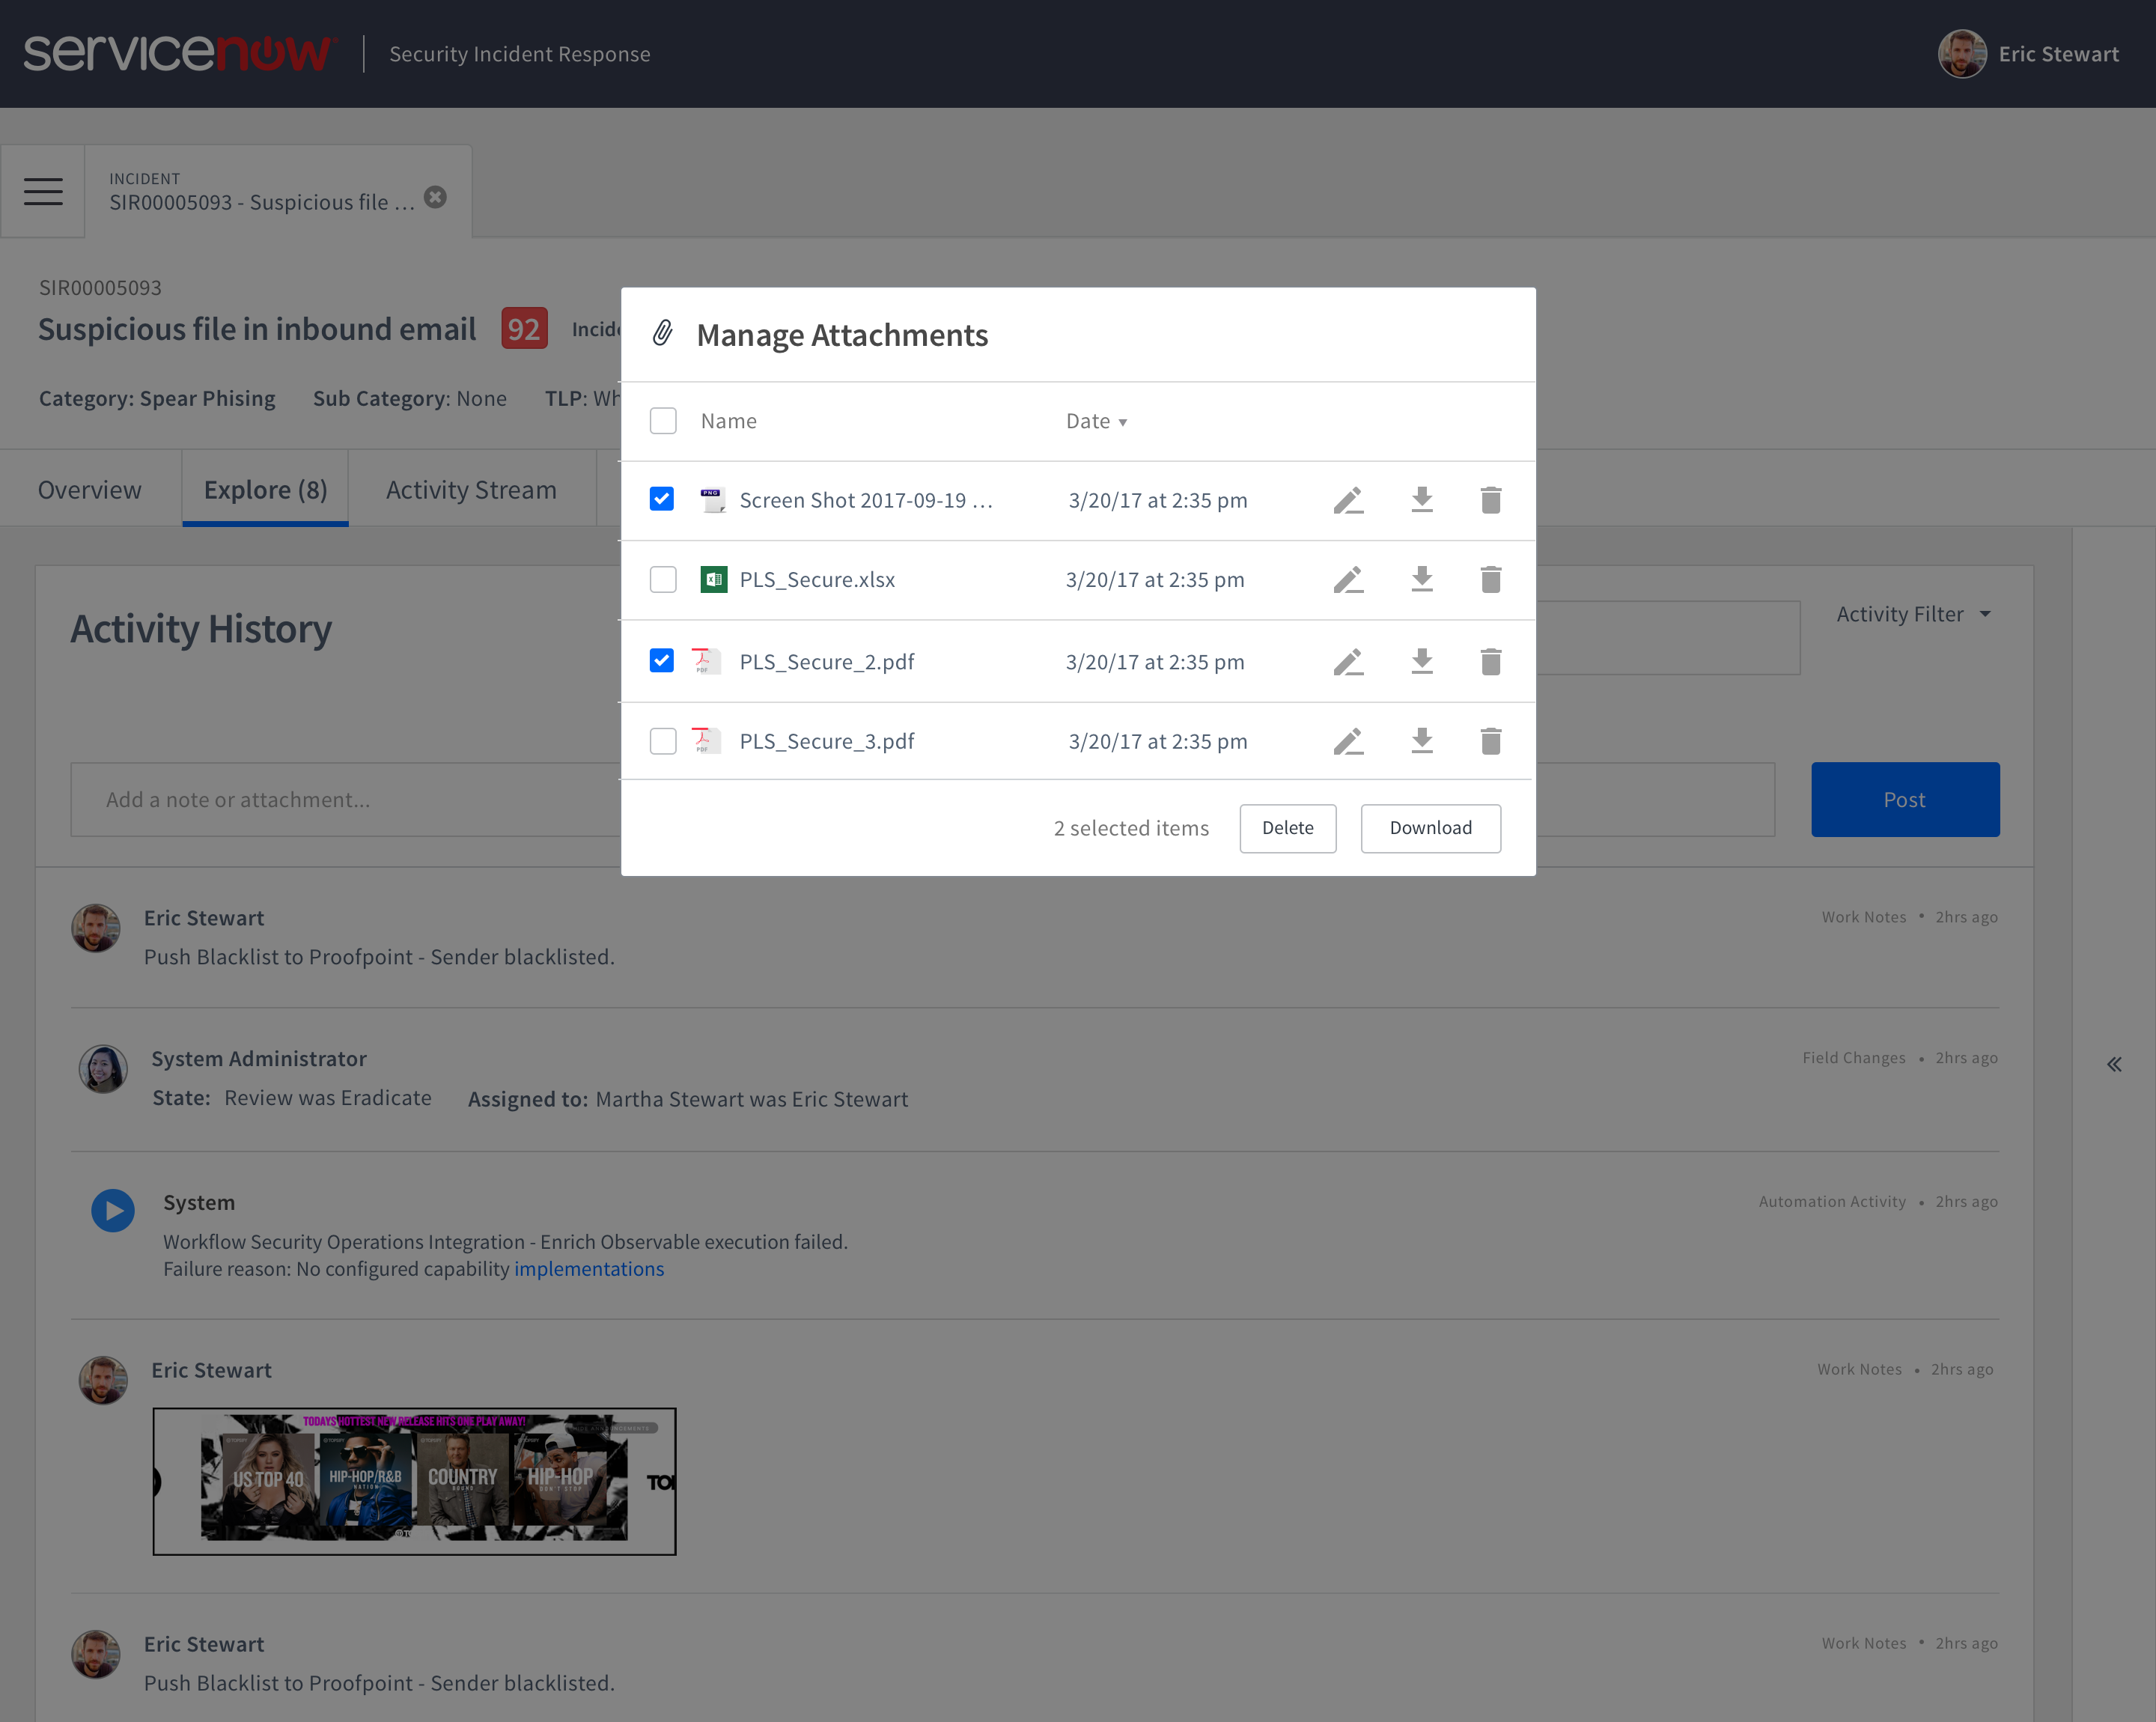 servicenow
Security Incident Response
Eric Stewart
INCIDENT
SIR00005093 - Suspicious file ...
SIR00005093
Suspicious file in inbound email 92
Category: Spear Phising Sub Category: None TLP:
Overview Explore (8) Activity Stream
Manage Attachments
Name Date
PNG Screen Shot 2017-09-19 ... 3/20/17 at 2:35 pm
PLS_Secure.xlsx 3/20/17 at 2:35 pm
PDF PLS_Secure_2.pdf 3/20/17 at 2:35 pm
PDF PLS_Secure_3.pdf 3/20/17 at 2:35 pm
2 selected items Delete Download
Activity History
Activity Filter
Add a note or attachment...
Post
Eric Stewart
Work Notes • 2hrs ago
Push Blacklist to Proofpoint - Sender blacklisted.
System Administrator
Field Changes • 2hrs ago
State: Review was Eradicate Assigned to: Martha Stewart was Eric Stewart
System
Automation Activity • 2hrs ago
Workflow Security Operations Integration - Enrich Observable execution failed.
Failure reason: No configured capability implementations
Eric Stewart
Work Notes • 2hrs ago
TODAYS HOTTEST NEW RELEASE HITS ONE PLAY AWAY!
US TOP 40
HIP-HOP/R&B
NATION
COUNTRY
HIP-HOP
DON'T STOP
Eric Stewart
Work Notes • 2hrs ago
Push Blacklist to Proofpoint - Sender blacklisted.